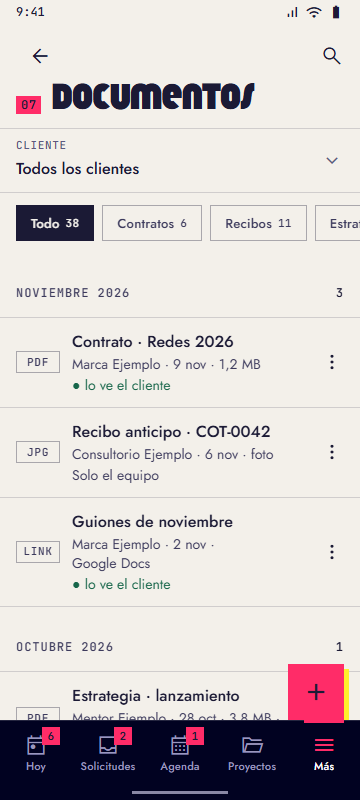 9:41
07 Documentos
CLIENTE
Todos los clientes
Todo 38
Contratos 6
Recibos 11
Estra
NOVIEMBRE 2026 3
Contrato · Redes 2026
PDF
Marca Ejemplo · 9 nov · 1,2 MB
● lo ve el cliente
Recibo anticipo · COT-0042
JPG
Consultorio Ejemplo · 6 nov · foto
Solo el equipo
Guiones de noviembre
LINK
Marca Ejemplo · 2 nov ·
Google Docs
● lo ve el cliente
OCTUBRE 2026 1
Estrategia · lanzamiento
PDF
Mentor Ejemplo · 28 oct · 3,8 MB ·
+
6
2
1
Hoy
Solicitudes
Agenda
Proyectos
Más